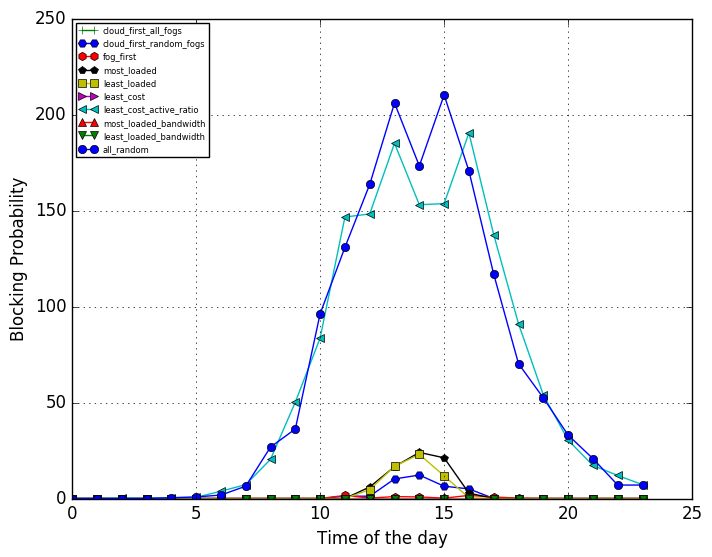 250
200
150
100
50
0
Blocking Probability
cloud_first_all_fogs
cloud_first_random_fogs
fog_first
most_loaded
least_loaded
least_cost
least_cost_active_ratio
most_loaded_bandwidth
least_loaded_bandwidth
all_random
0 5 10 15 20 25
Time of the day